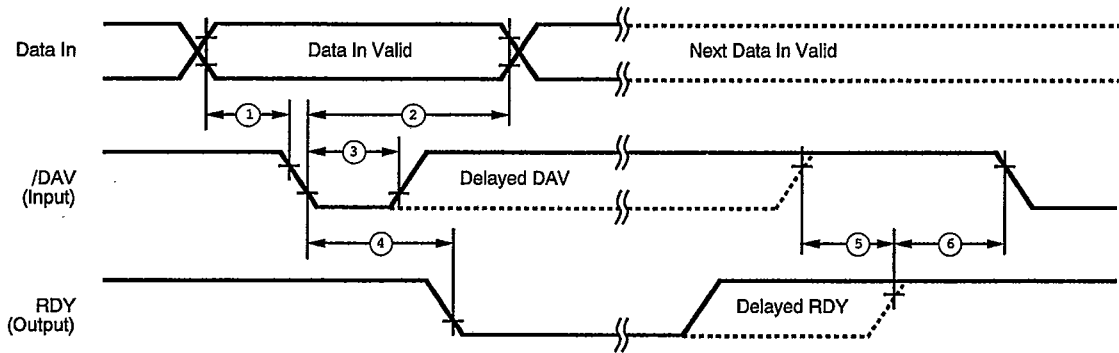 Data In
Data In Valid
Next Data In Valid
1
2
3
/DAV
(Input)
Delayed DAV
4
5
6
RDY
(Output)
Delayed RDY